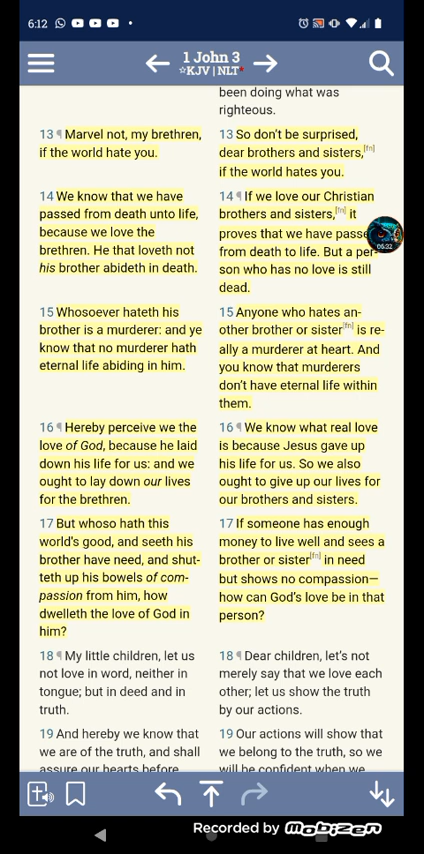 6:12
1 John 3
☆KJV | NLT*
been doing what was
righteous.
13 ¶ Marvel not, my brethren,
if the world hate you.
13 So don't be surprised,
dear brothers and sisters,[fn]
if the world hates you.
14 We know that we have
passed from death unto life,
because we love the
brethren. He that loveth not
his brother abideth in death.
14 ¶ If we love our Christian
brothers and sisters,[fn] it
proves that we have passe
from death to life. But a per-
son who has no love is still
dead.
05:32
15 Whosoever hateth his
brother is a murderer: and ye
know that no murderer hath
eternal life abiding in him.
15 Anyone who hates an-
other brother or sister[fn] is re-
ally a murderer at heart. And
you know that murderers
don't have eternal life within
them.
16 ¶ Hereby perceive we the
love of God, because he laid
down his life for us: and we
ought to lay down our lives
for the brethren.
16 ¶ We know what real love
is because Jesus gave up
his life for us. So we also
ought to give up our lives for
our brothers and sisters.
17 But whoso hath this
world's good, and seeth his
brother have need, and shut-
teth up his bowels of com-
passion from him, how
dwelleth the love of God in
him?
17 If someone has enough
money to live well and sees a
brother or sister[fn] in need
but shows no compassion—
how can God's love be in that
person?
18 ¶ My little children, let us
not love in word, neither in
tongue; but in deed and in
truth.
18 ¶ Dear children, let's not
merely say that we love each
other; let us show the truth
by our actions.
19 And hereby we know that
we are of the truth, and shall
assure our hearts before
19 Our actions will show that
we belong to the truth, so we
will be confident when we
Recorded by Mobizen